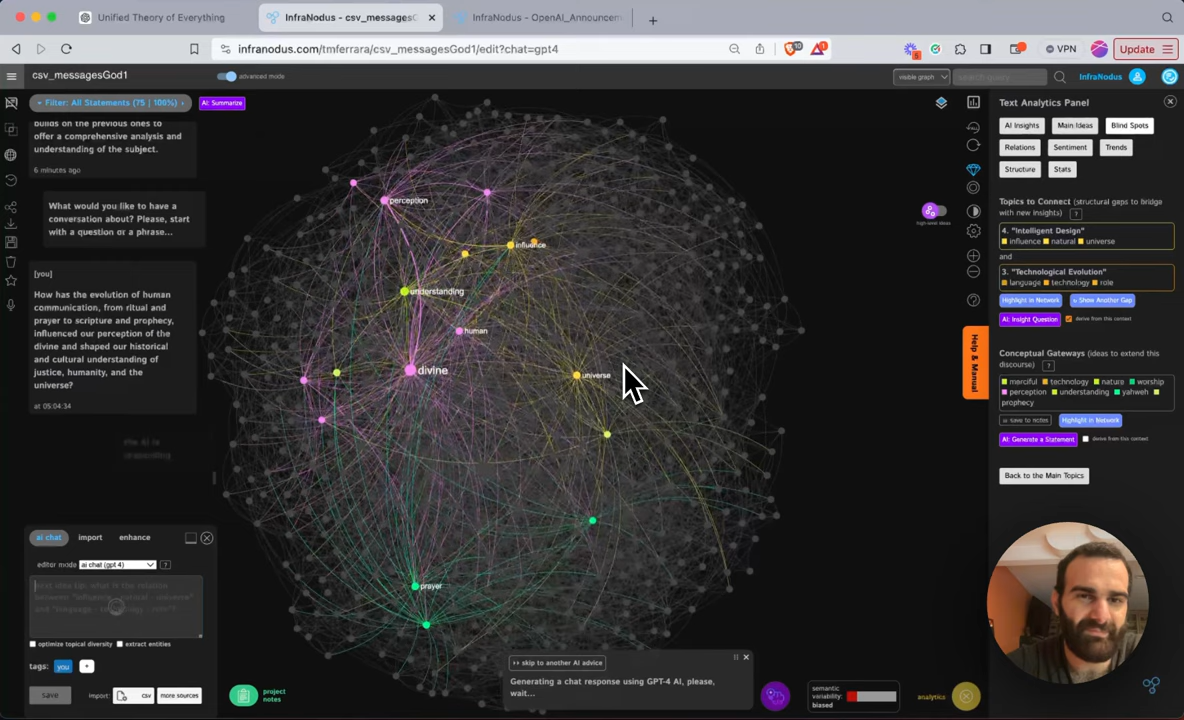 Unified Theory of Everything
InfraNodus - csv_messagesG
InfraNodus - OpenAI_Announcem
infranodus.com/tmferrara/csv_messagesGod1/edit?chat=gpt4
10
1
5
VPN
Update
csv_messagesGod1
advanced mode
visible graph
search query
InfraNodus
Filter: All Statements (75 | 100%)
AI: Summarize
builds on the previous ones to
offer a comprehensive analysis and
understanding of the subject.
6 minutes ago
What would you like to have a
conversation about? Please, start
with a question or a phrase...
[you]
How has the evolution of human
communication, from ritual and
prayer to scripture and prophecy,
influenced our perception of the
divine and shaped our historical
and cultural understanding of
justice, humanity, and the
universe?
at 05:04:34
the AI is
responding
ai chat
import
enhance
editor mode
ai chat (gpt 4)
?
optimize topical diversity
extract entities
tags:
you
+
save
import:
csv
more sources
project
notes
perception
influence
understanding
human
divine
universe
prayer
high-level ideas
Help & Manual
skip to another AI advice
Generating a chat response using GPT-4 AI, please,
wait...
semantic
variability:
biased
analytics
Text Analytics Panel
AI Insights
Main Ideas
Blind Spots
Relations
Sentiment
Trends
Structure
Stats
Topics to Connect (structural gaps to bridge
with new insights) ?
4. "Intelligent Design"
influence natural universe
and
3. "Technological Evolution"
language technology role
Highlight in Network
Show Another Gap
AI: Insight Question
derive from this context
Conceptual Gateways (ideas to extend this
discourse) ?
merciful technology nature worship
perception understanding yahweh
prophecy
save to notes
Highlight in Network
AI: Generate a Statement
derive from this context
Back to the Main Topics